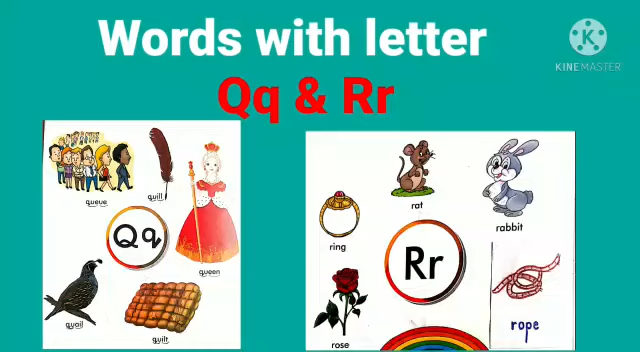 Words with letter
Qq & Rr
K
KINEMASTER
queue
quill
queen
Qq
quail
quilt
rat
rabbit
ring
Rr
rose
rope